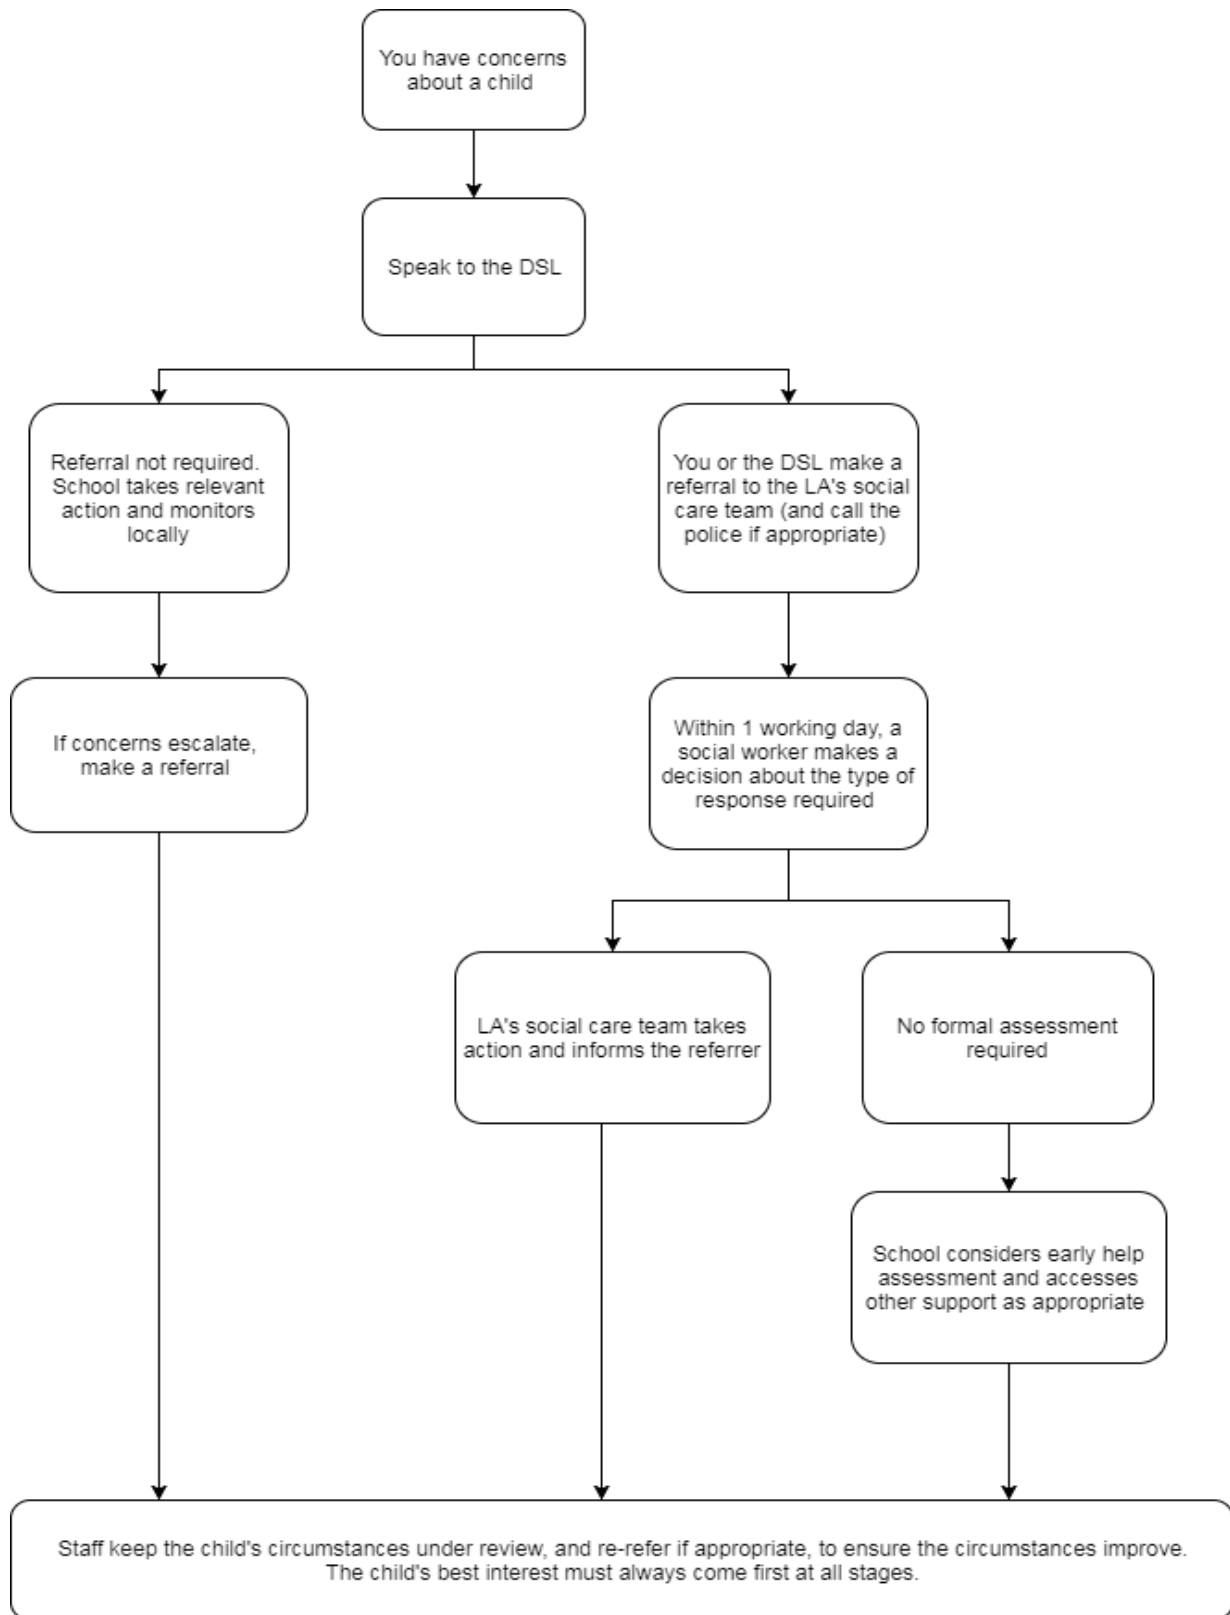 You have concerns
about a child
Speak to the DSL
Referral not required.
School takes relevant
action and monitors
locally
You or the DSL make a
referral to the LA's social
care team (and call the
police if appropriate)
If concerns escalate,
make a referral
Within 1 working day, a
social worker makes a
decision about the type of
response required
LA's social care team takes
action and informs the referrer
No formal assessment
required
School considers early help
assessment and accesses
other support as appropriate
Staff keep the child's circumstances under review, and re-refer if appropriate, to ensure the circumstances improve.
The child's best interest must always come first at all stages.